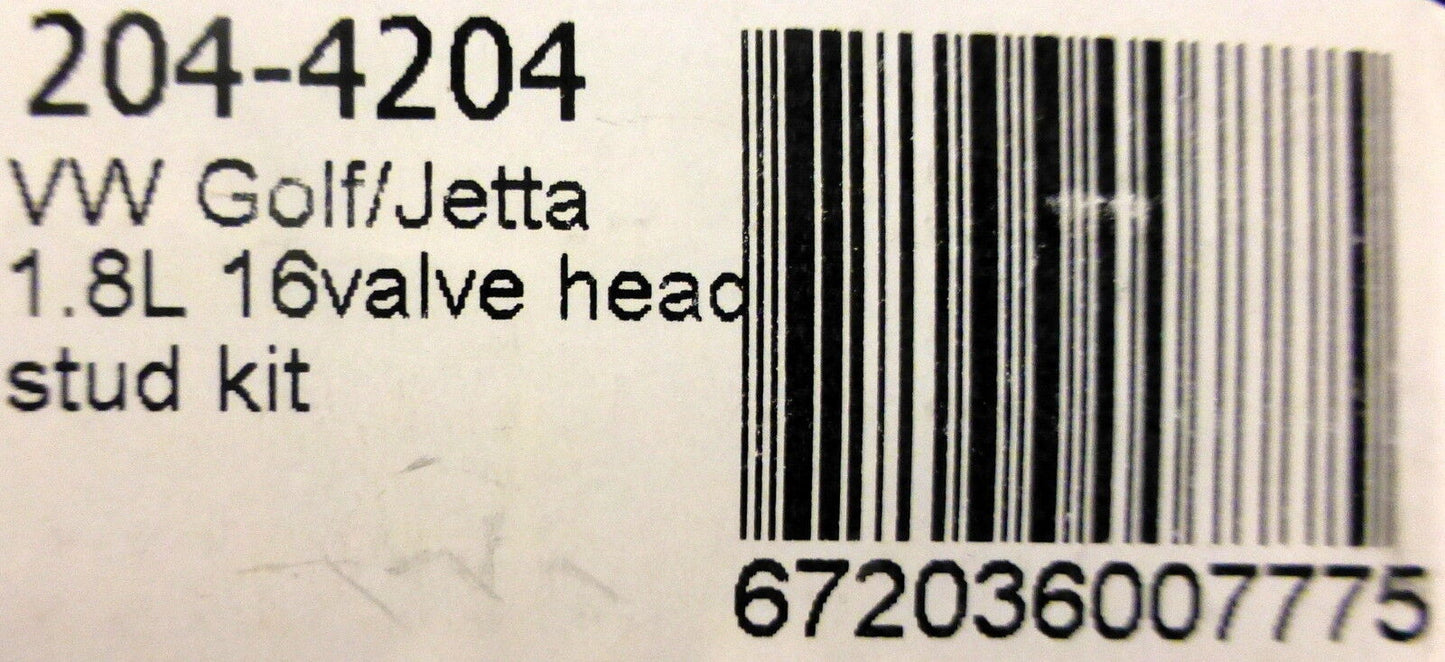 204-4204
VW Golf/Jetta
1.8L 16valve head
stud kit
672036007775